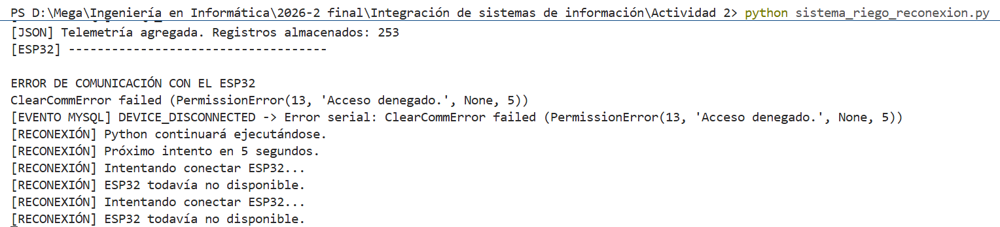 PS D:\Mega\Ingeniería en Informática\2026-2 final\Integración de sistemas de información\Actividad 2> python sistema_riego_reconexion.py
[JSON] Telemetría agregada. Registros almacenados: 253
[ESP32] ------------------------------------
ERROR DE COMUNICACIÓN CON EL ESP32
ClearCommError failed (PermissionError(13, 'Acceso denegado.', None, 5))
[EVENTO MYSQL] DEVICE_DISCONNECTED -> Error serial: ClearCommError failed (PermissionError(13, 'Acceso denegado.', None, 5))
[RECONEXIÓN] Python continuará ejecutándose.
[RECONEXIÓN] Próximo intento en 5 segundos.
[RECONEXIÓN] Intentando conectar ESP32...
[RECONEXIÓN] ESP32 todavía no disponible.
[RECONEXIÓN] Intentando conectar ESP32...
[RECONEXIÓN] ESP32 todavía no disponible.